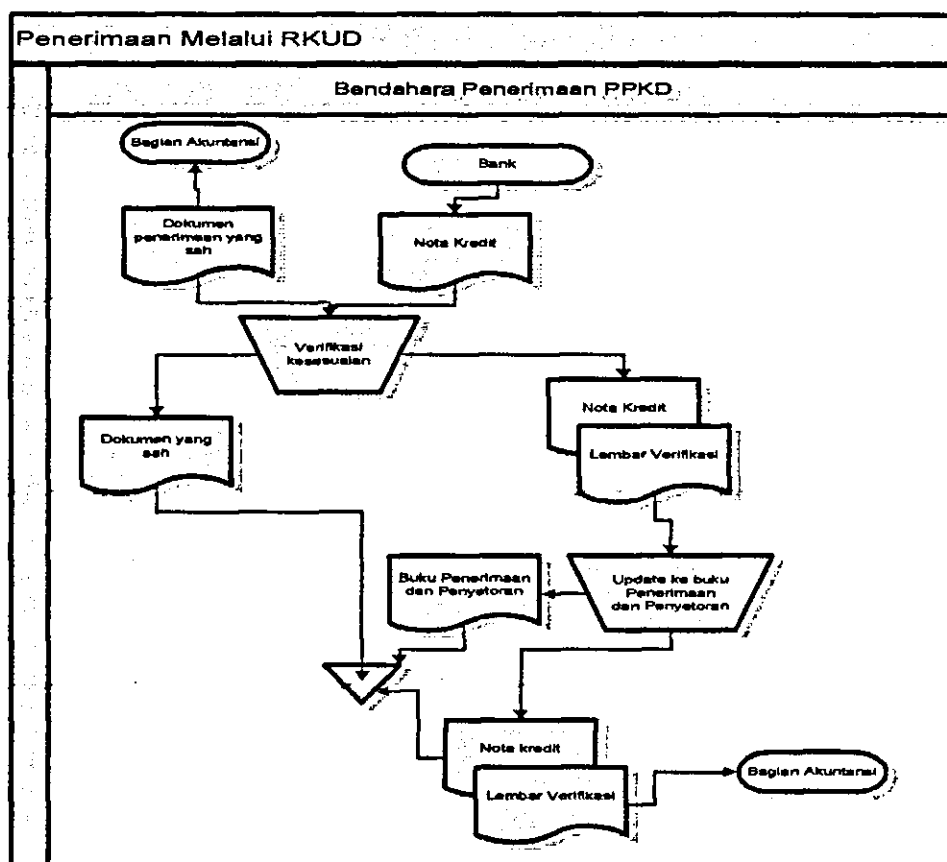 Penerimaan Melalui RKUD
Bendahara Penerimaan PPKD
Bagian Akuntansi
Bank
Dokumen
penerimaan yang
sah
Nota Kredit
Verifikasi
kesesuaian
Nota Kredit
Lembar Verifikasi
Dokumen yang
sah
Buku Penerimaan
dan Penyetoran
Update ke buku
Penerimaan
dan Penyetoran
Nota kredit
Lembar Verifikasi
Bagian Akuntansi